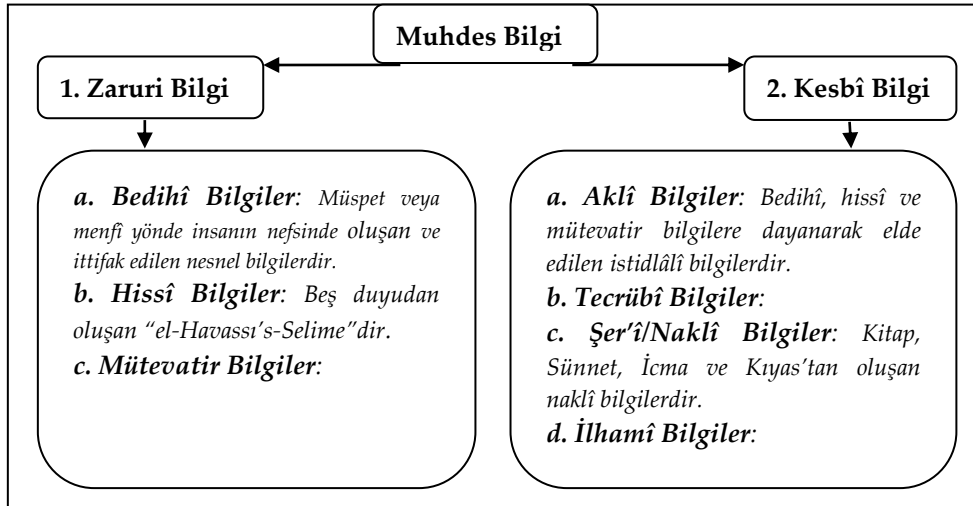 Muhdes Bilgi
1. Zaruri Bilgi
2. Kesbî Bilgi
a. Bedihî Bilgiler: Müspet veya
menfî yönde insanın nefsinde oluşan ve
ittifak edilen nesnel bilgilerdir.
b. Hissî Bilgiler: Beş duyudan
oluşan “el-Havassı’s-Selime”dir.
c. Mütevatir Bilgiler:
a. Aklî Bilgiler: Bedihî, hissî ve
mütevatir bilgilere dayanarak elde
edilen istidlâlî bilgilerdir.
b. Tecrübî Bilgiler:
c. Şer’î/Naklî Bilgiler: Kitap,
Sünnet, İcma ve Kıyas’tan oluşan
naklî bilgilerdir.
d. İlhamî Bilgiler: